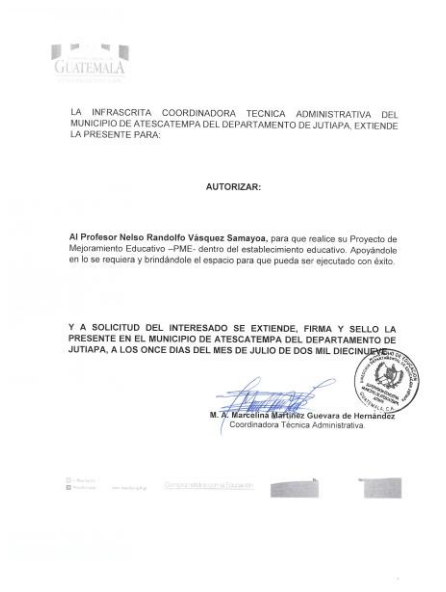 GUATEMALA
LA INFRASCRITA COORDINADORA TECNICA ADMINISTRATIVA DEL
MUNICIPIO DE ATESCATEMPA DEL DEPARTAMENTO DE JUTIAPA, EXTIENDE
LA PRESENTE PARA:
AUTORIZAR:
Al Profesor Nelso Randolfo Vàsquez Samayoa, para que realice su Proyecto de
Mejoramiento Educativo –PME- dentro del establecimiento educativo. Apoyándole
en lo se requiera y brindándole el espacio para que pueda ser ejecutado con éxito.
Y A SOLICITUD DEL INTERESADO SE EXTIENDE, FIRMA Y SELLO LA
PRESENTE EN EL MUNICIPIO DE ATESCATEMPA DEL DEPARTAMENTO DE
JUTIAPA, A LOS ONCE DIAS DEL MES DE JULIO DE DOS MIL DIECINUEVE.
GUATEMALA, C.A.
M. A. Marcelina Martínez Guevara de Hernández
Coordinadora Técnica Administrativa